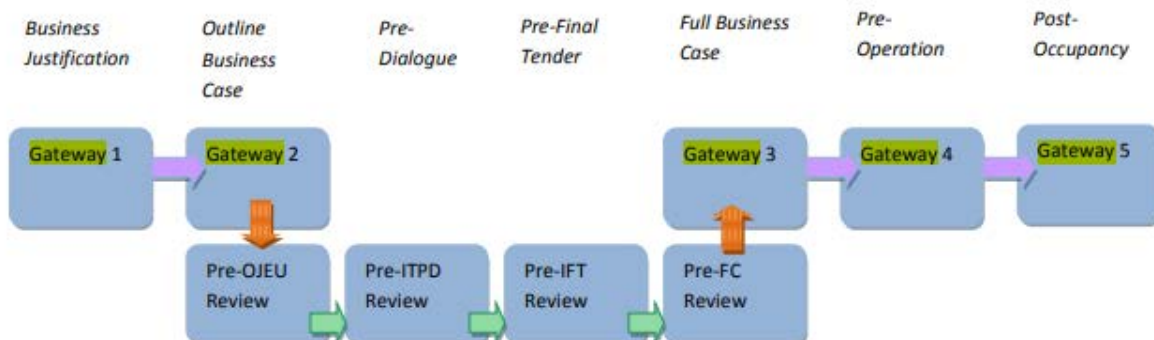 Business
Justification
Outline
Business
Case
Pre-
Dialogue
Pre-Final
Tender
Full Business
Case
Pre-
Operation
Post-
Occupancy
Gateway 1
Gateway 2
Gateway 3
Gateway 4
Gateway 5
Pre-OJEU
Review
Pre-ITPD
Review
Pre-IFT
Review
Pre-FC
Review